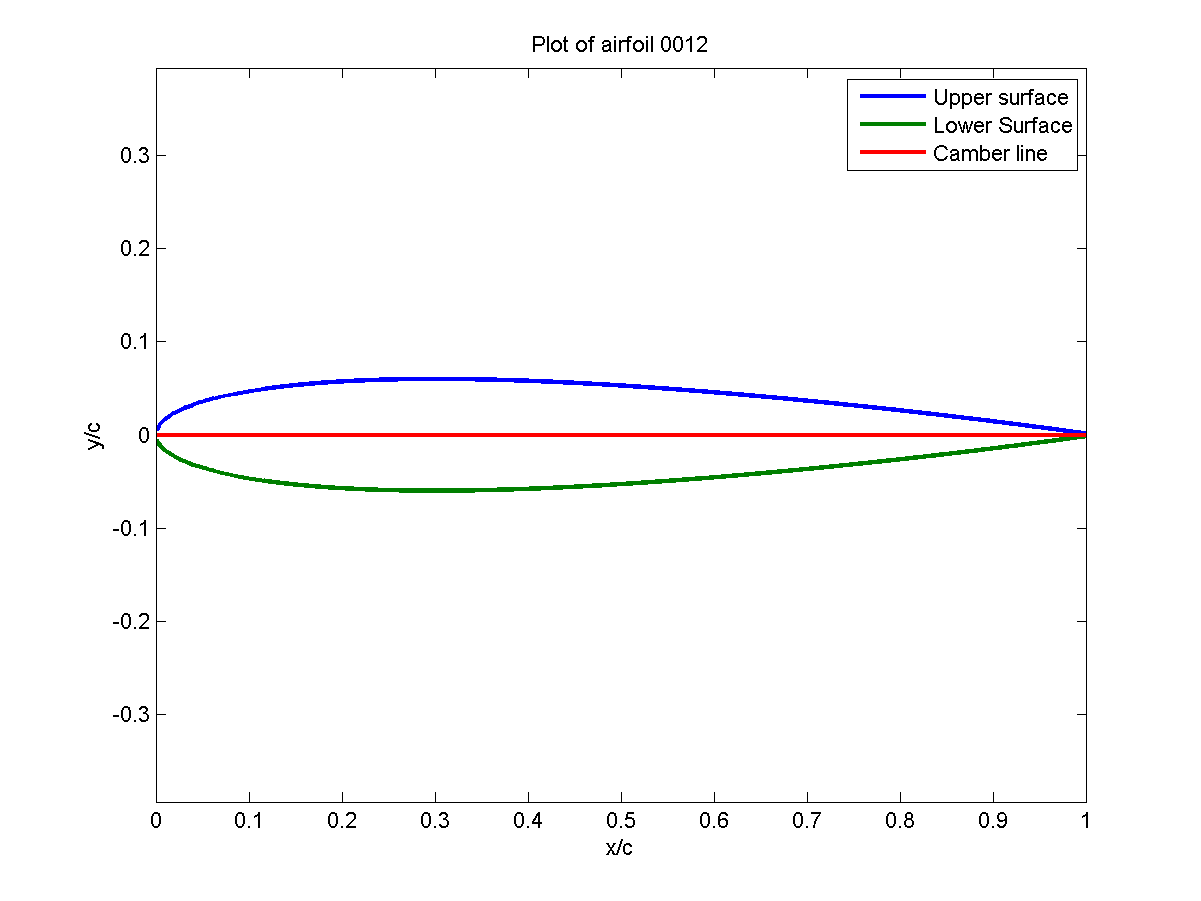 Plot of airfoil 0012
Upper surface
Lower Surface
Camber line
0.3
0.2
0.1
0
-0.1
-0.2
-0.3
y/c
0 0.1 0.2 0.3 0.4 0.5 0.6 0.7 0.8 0.9 1
x/c